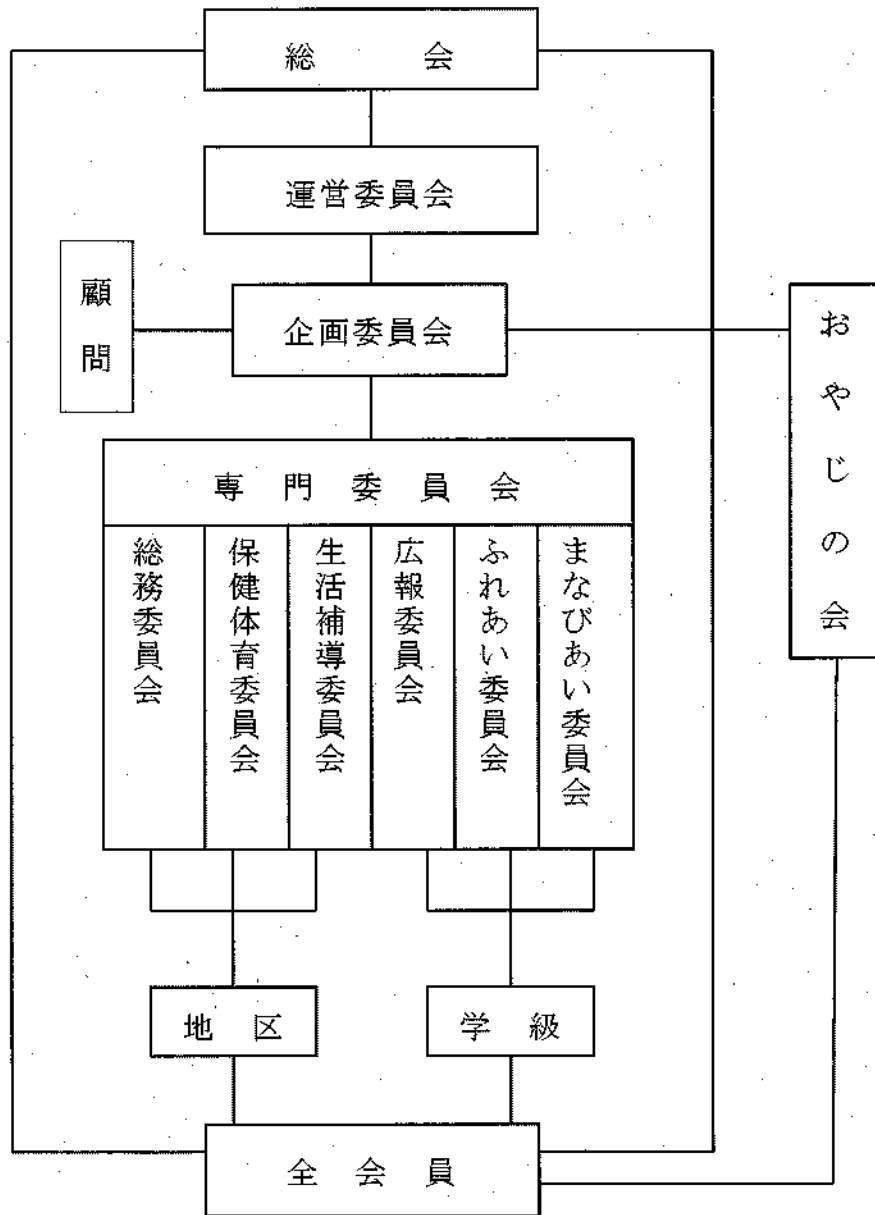 総会
運営委員会
顧問
企画委員会
おやじの会
専門委員会
総務委員会
保健体育委員会
生活補導委員会
広報委員会
ふれあい委員会
まなびあい委員会
地区
学級
全会員